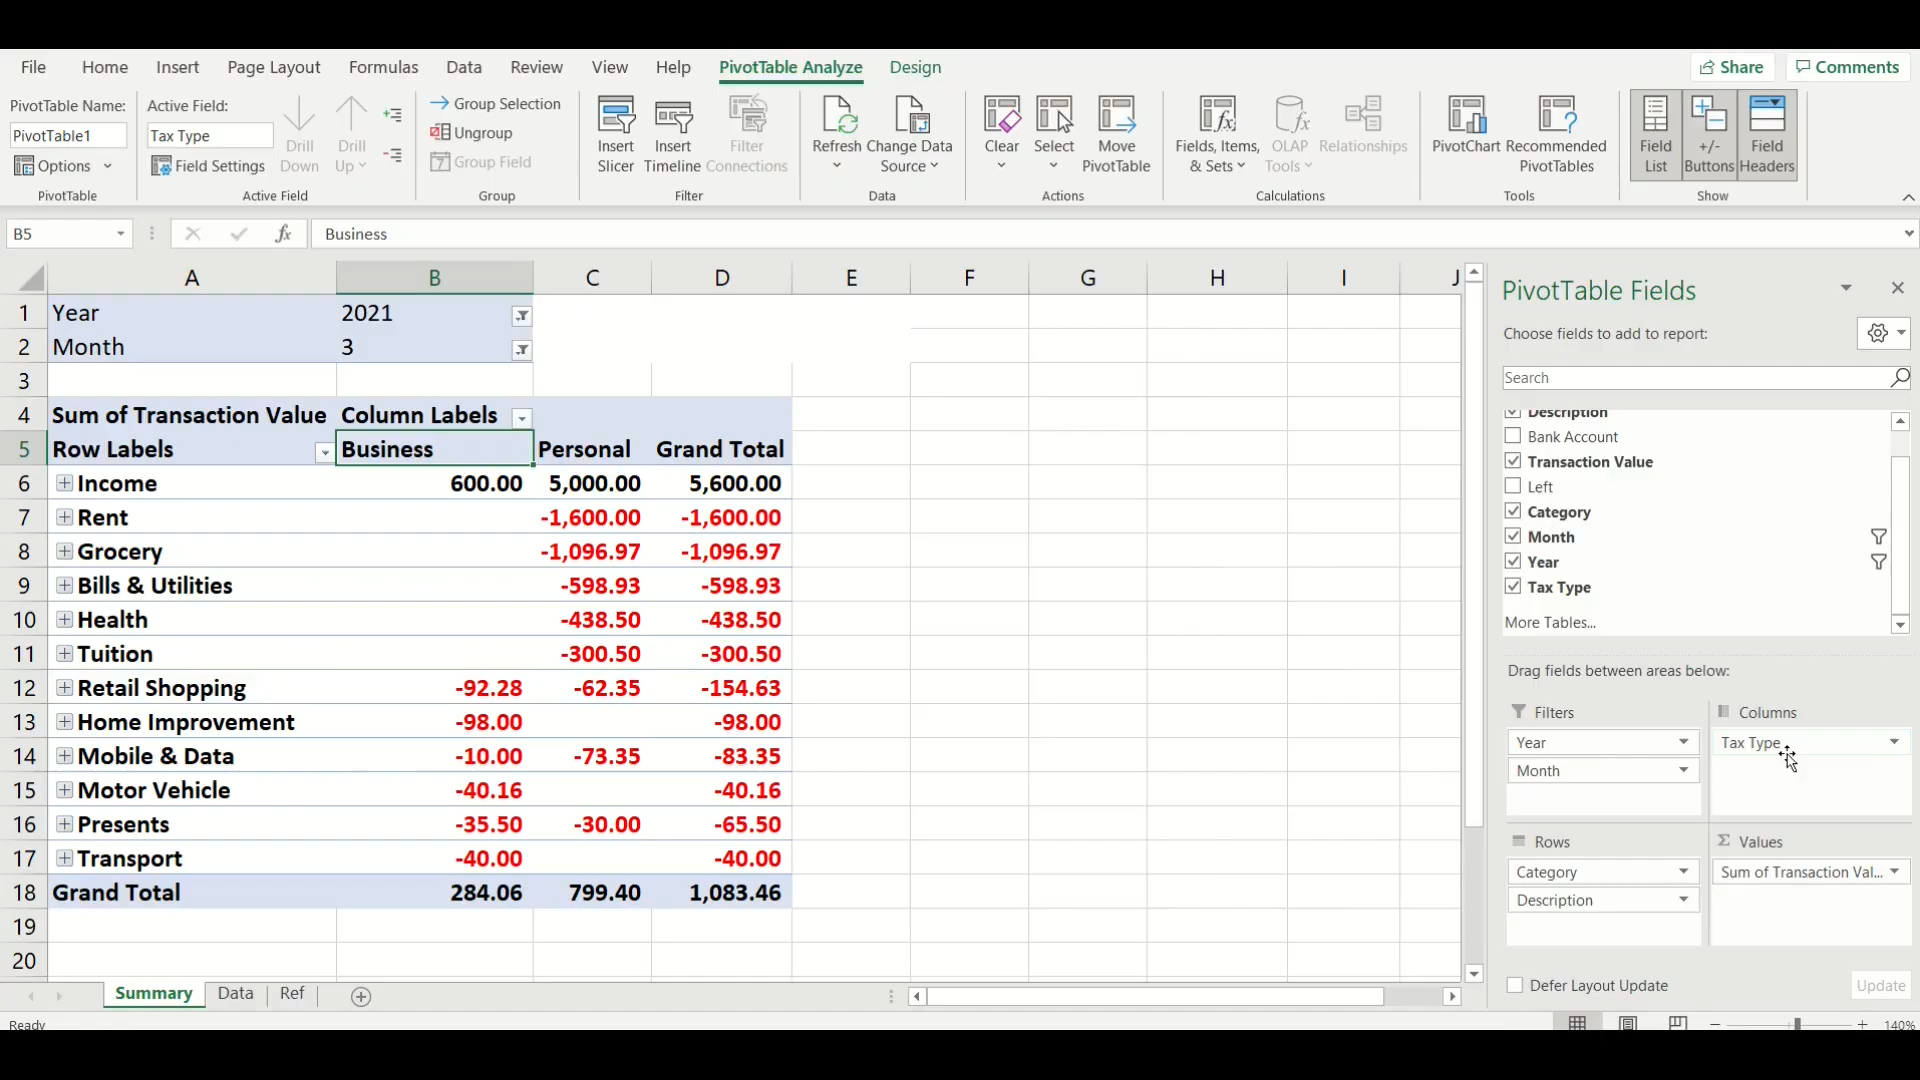 File Home Insert Page Layout Formulas Data Review View Help PivotTable Analyze Design Share Comments
PivotTable Name: Active Field:
PivotTable1 Tax Type
Options Field Settings
Drill Down Drill Up
Group Selection
Ungroup
Group Field
Insert Slicer Insert Timeline Filter Connections
Refresh Change Data Source
Clear Select Move PivotTable
Fields, Items, & Sets OLAP Tools Relationships
PivotChart Recommended PivotTables
Field List +/- Buttons Field Headers
PivotTable Active Field Group Filter Data Actions Calculations Tools Show
B5 fx Business
A B C D E F G H I J
1 Year 2021
2 Month 3
3
4 Sum of Transaction Value Column Labels
5 Row Labels Business Personal Grand Total
6 Income 600.00 5,000.00 5,600.00
7 Rent -1,600.00 -1,600.00
8 Grocery -1,096.97 -1,096.97
9 Bills & Utilities -598.93 -598.93
10 Health -438.50 -438.50
11 Tuition -300.50 -300.50
12 Retail Shopping -92.28 -62.35 -154.63
13 Home Improvement -98.00 -98.00
14 Mobile & Data -10.00 -73.35 -83.35
15 Motor Vehicle -40.16 -40.16
16 Presents -35.50 -30.00 -65.50
17 Transport -40.00 -40.00
18 Grand Total 284.06 799.40 1,083.46
19
20
Summary Data Ref
Ready
140%
PivotTable Fields
Choose fields to add to report:
Search
Description
Bank Account
Transaction Value
Left
Category
Month
Year
Tax Type
More Tables...
Drag fields between areas below:
Filters Columns
Year Tax Type
Month
Rows Values
Category Sum of Transaction Val...
Description
Defer Layout Update Update